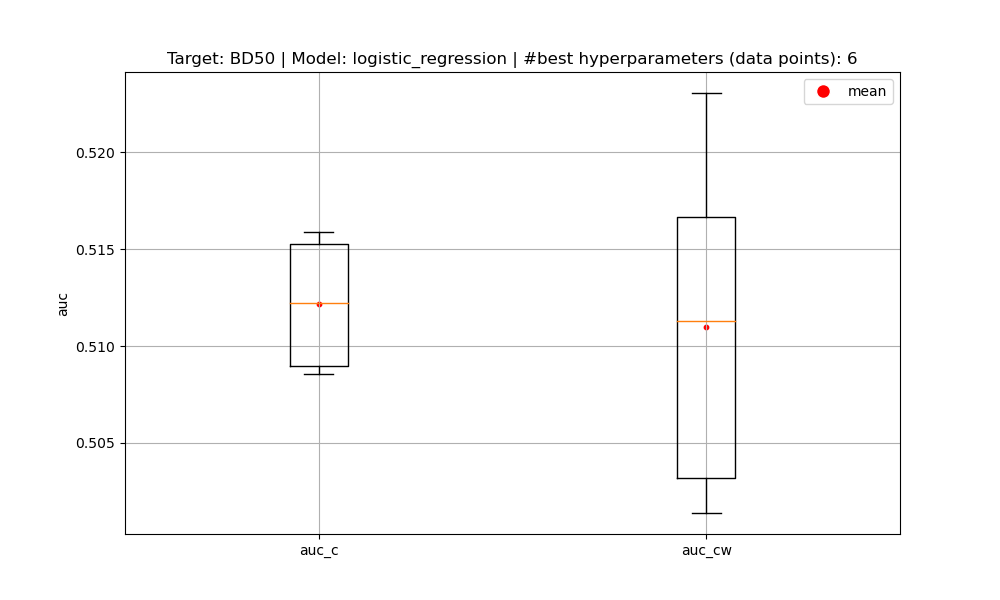 Target: BD50 | Model: logistic_regression | #best hyperparameters (data points): 6
mean
0.520
0.515
0.510
0.505
auc
auc_c
auc_cw